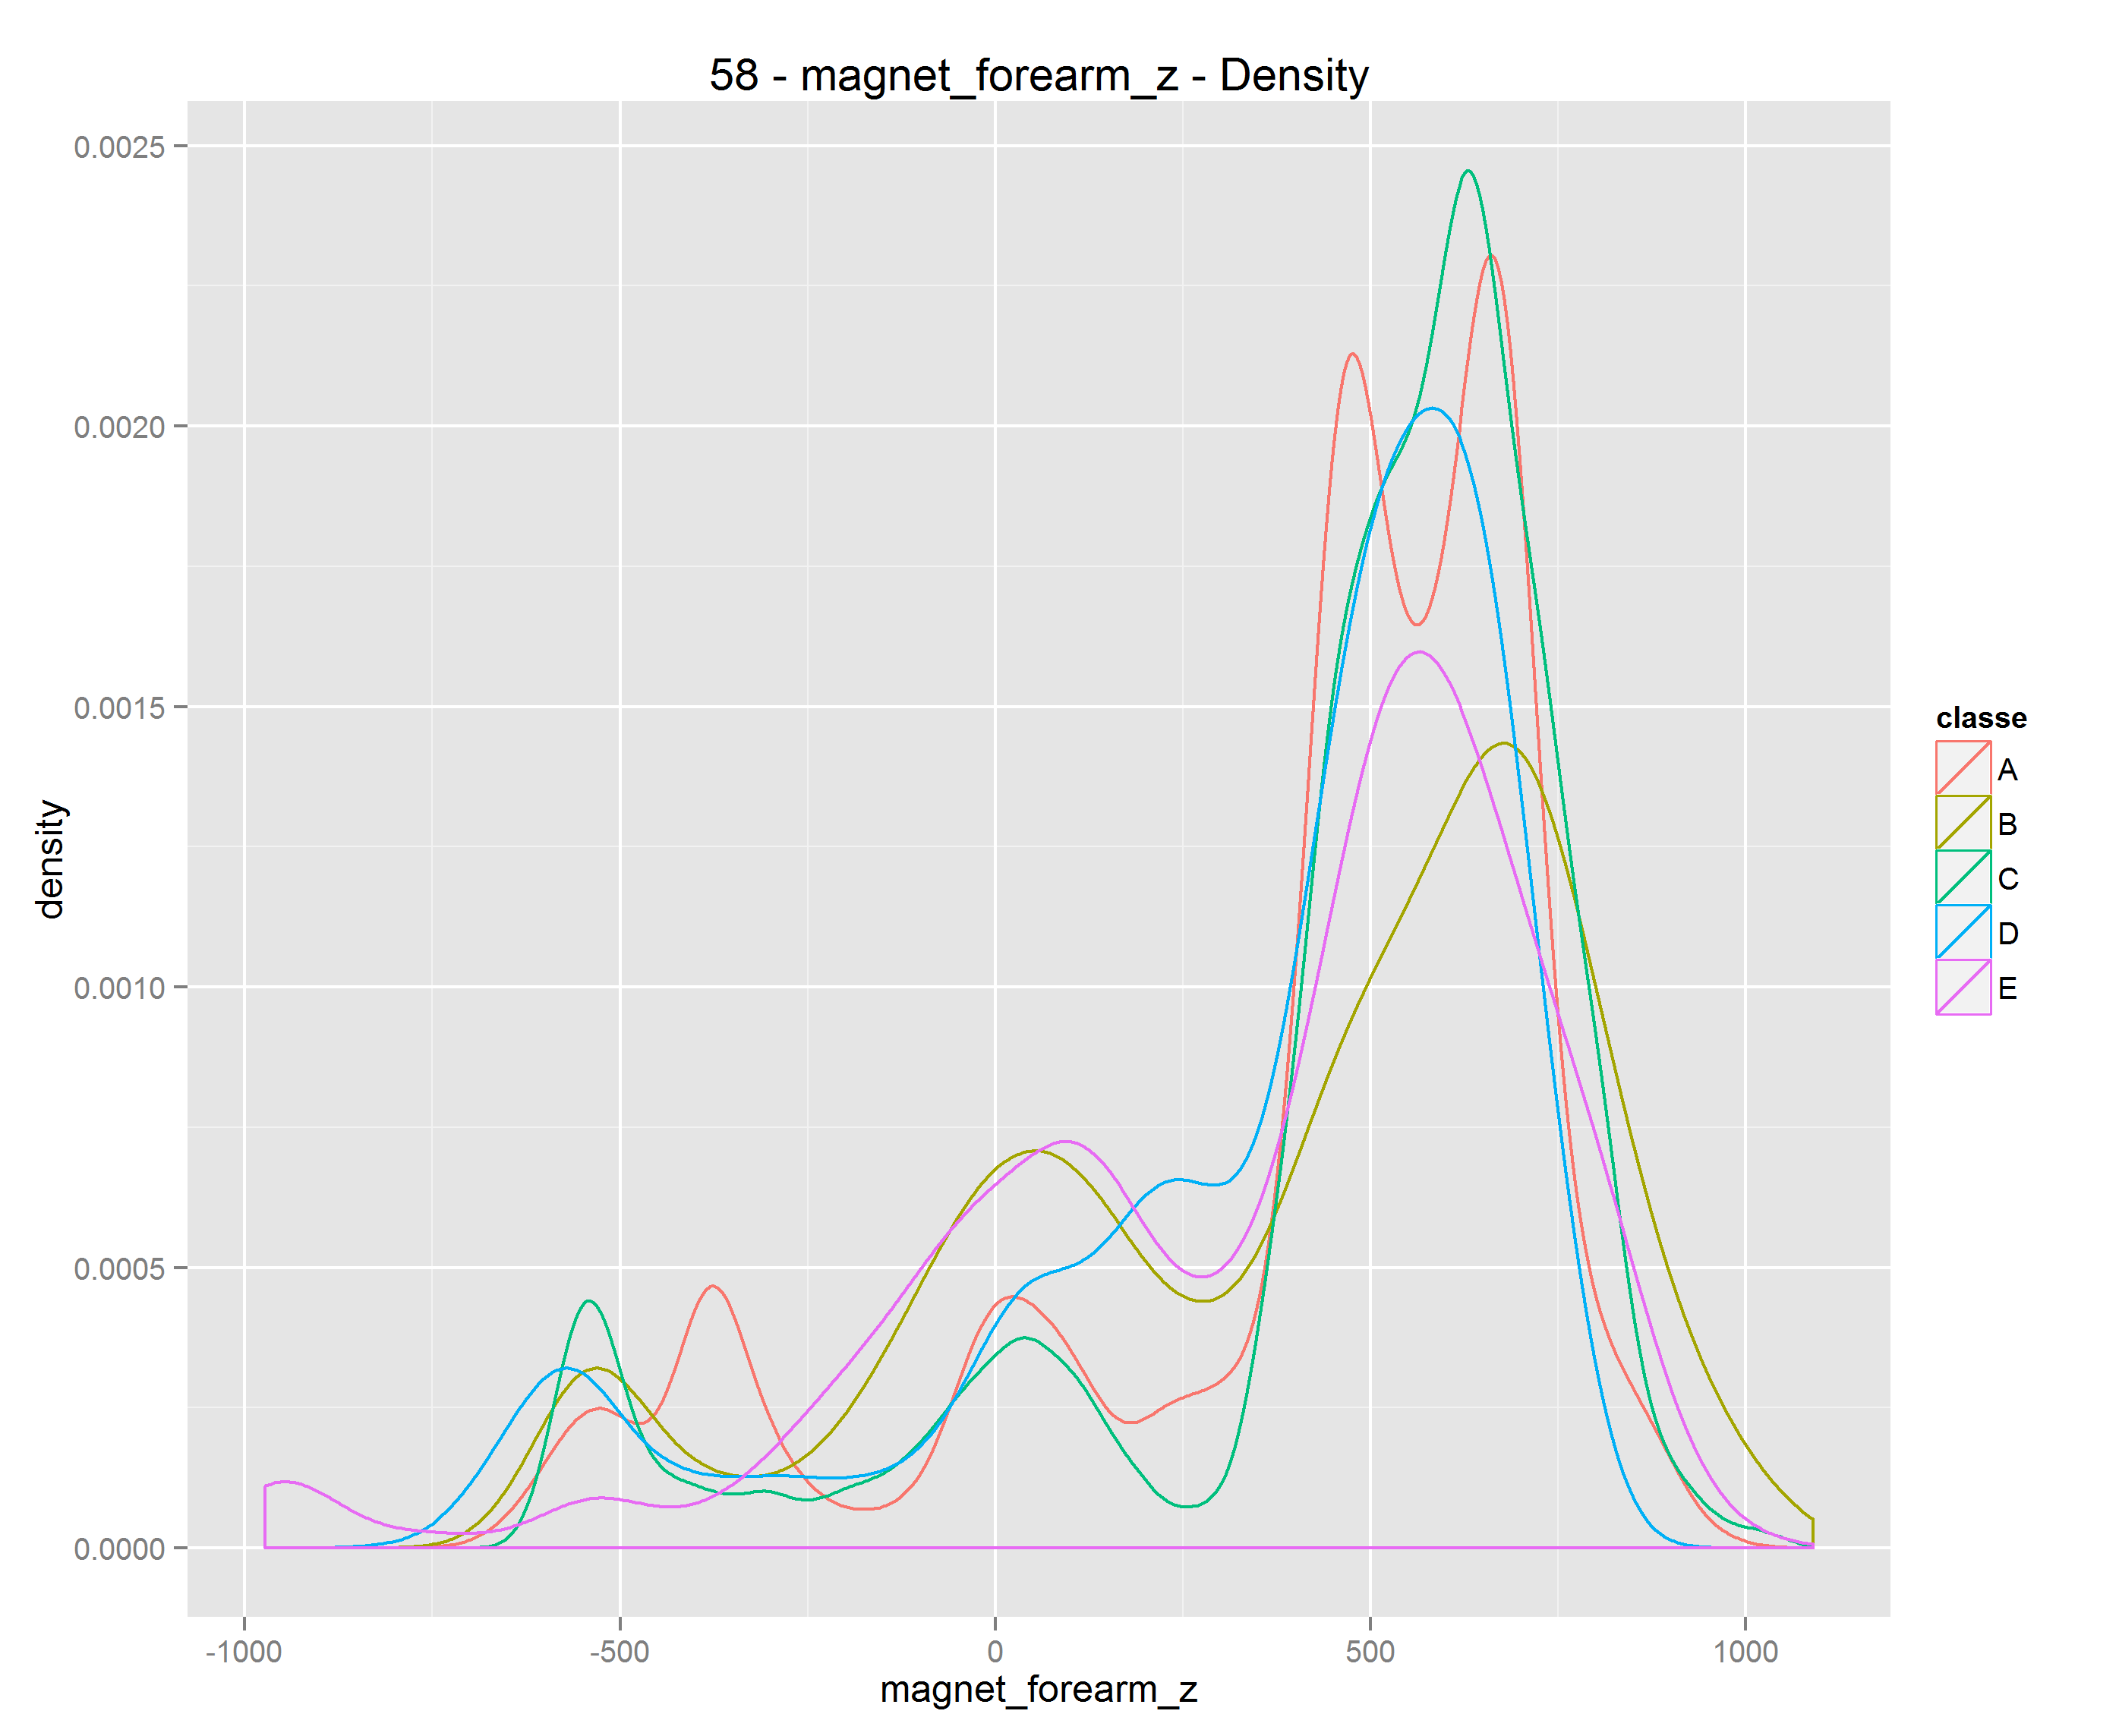 58 - magnet_forearm_z - Density
0.0025
0.0020
0.0015
0.0010
0.0005
0.0000
density
-1000 -500 0 500 1000
magnet_forearm_z
classe
A
B
C
D
E